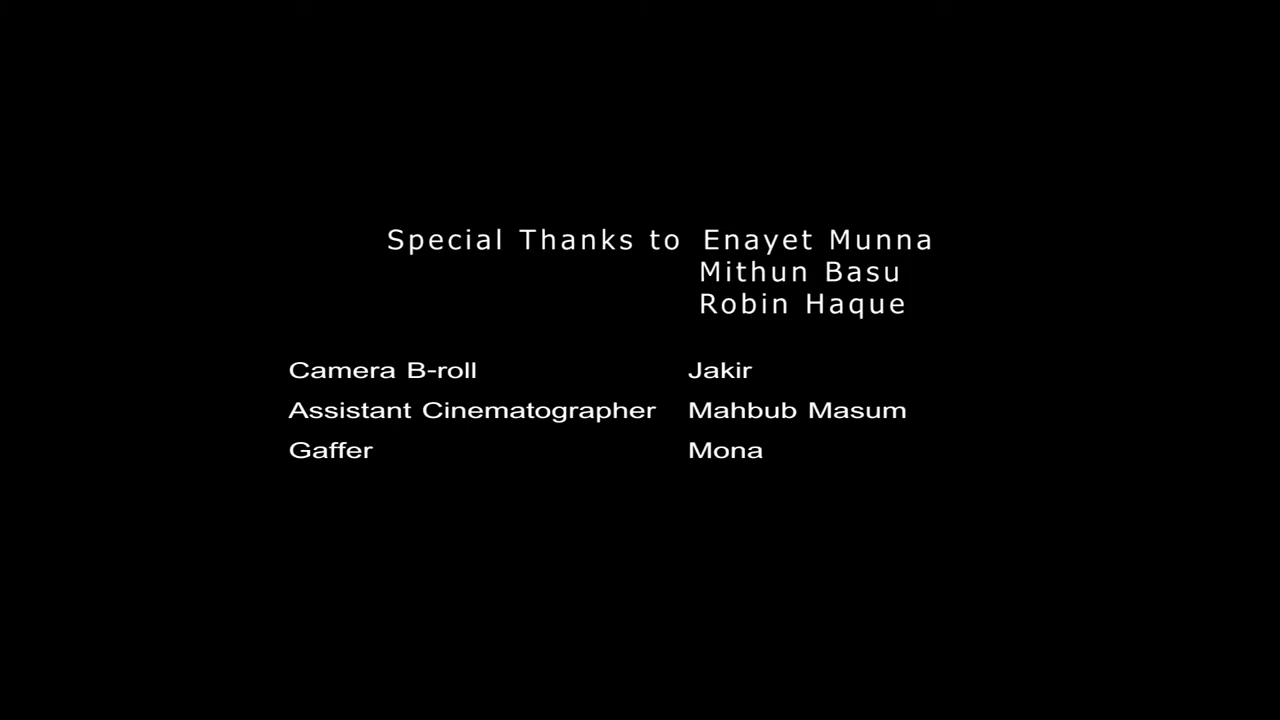 Special Thanks to Enayet Munna
Mithun Basu
Robin Haque
Camera B-roll Jakir
Assistant Cinematographer Mahbub Masum
Gaffer Mona